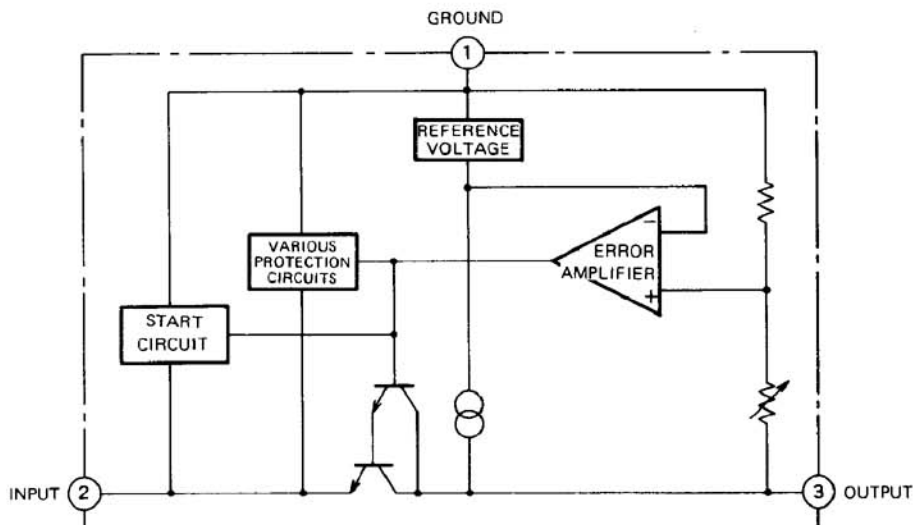 GROUND
1
REFERENCE
VOLTAGE
−
ERROR
AMPLIFIER
+
VARIOUS
PROTECTION
CIRCUITS
START
CIRCUIT
INPUT 2
3 OUTPUT